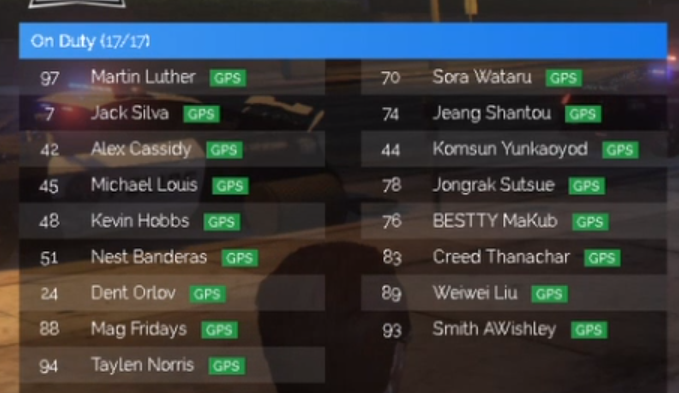 On Duty (17/17)
97 Martin Luther GPS
7 Jack Silva GPS
42 Alex Cassidy GPS
45 Michael Louis GPS
48 Kevin Hobbs GPS
51 Nest Banderas GPS
24 Dent Orlov GPS
88 Mag Fridays GPS
94 Taylen Norris GPS
70 Sora Wataru GPS
74 Jeang Shantou GPS
44 Komsun Yunkaoyod GPS
78 Jongrak Sutsue GPS
76 BESTTY MaKub GPS
83 Creed Thanachar GPS
89 Weiwei Liu GPS
93 Smith AWishley GPS